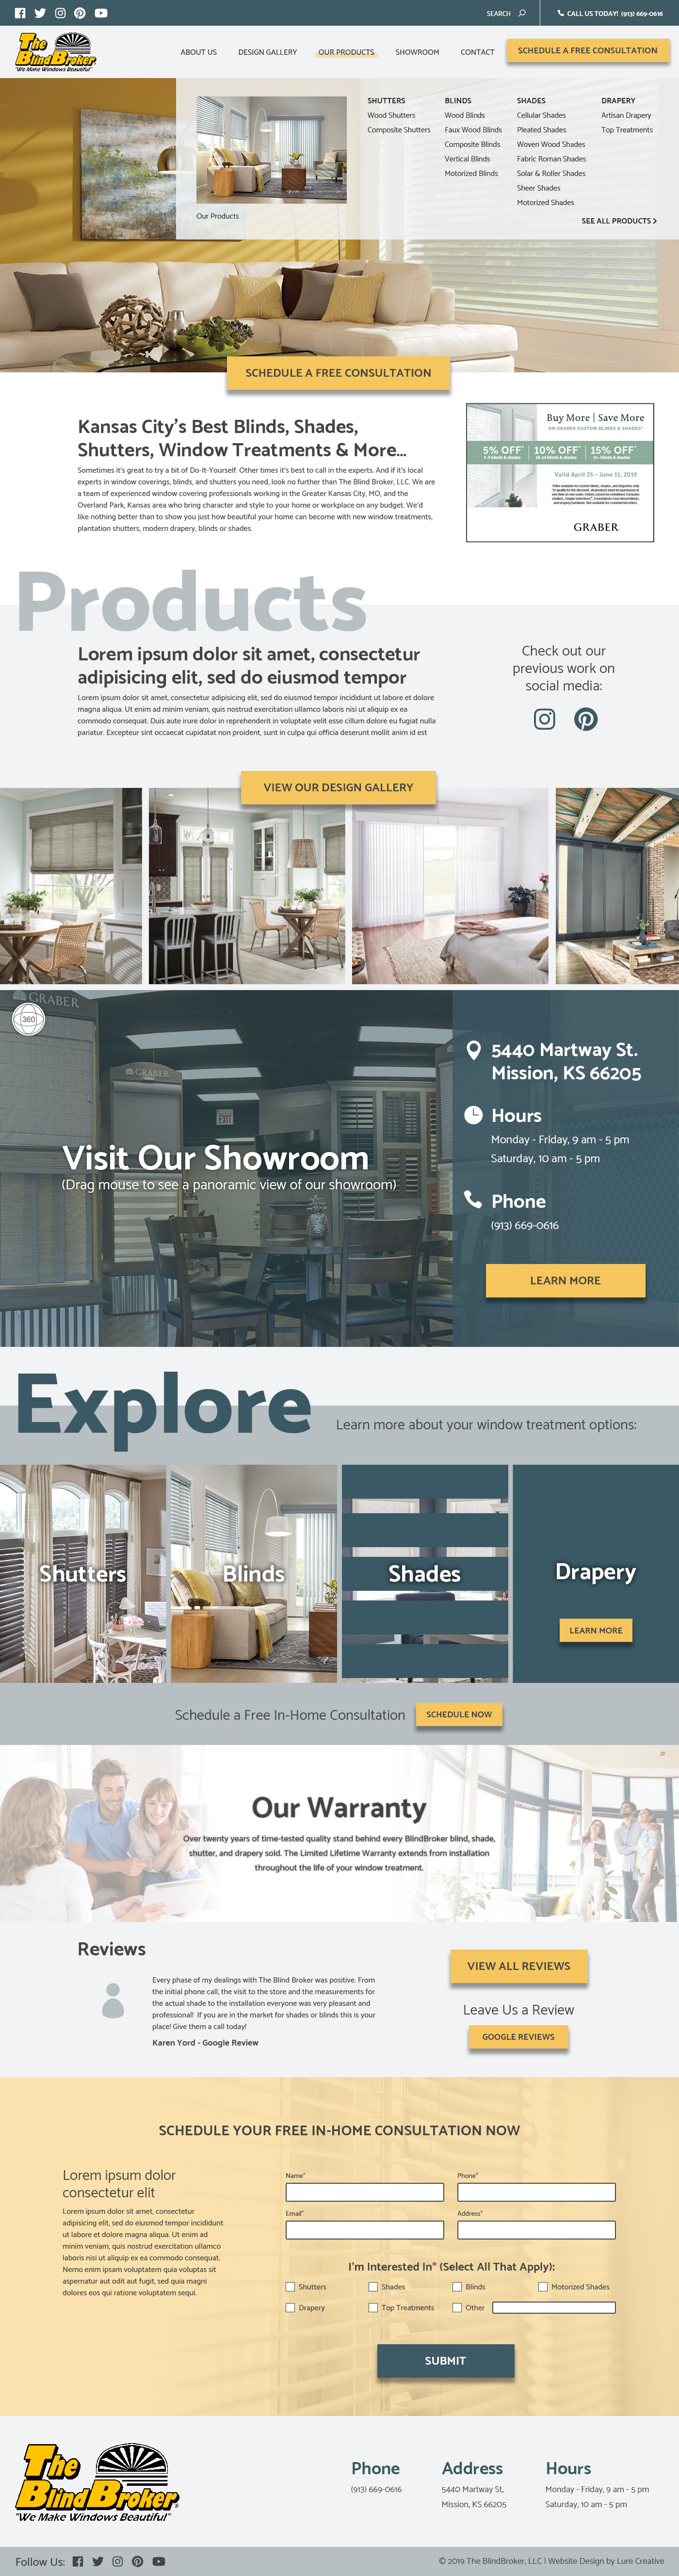 SEARCH
CALL US TODAY! (913) 669-0616
The
BlindBroker
"We Make Windows Beautiful"
ABOUT US
DESIGN GALLERY
OUR PRODUCTS
SHOWROOM
CONTACT
SCHEDULE A FREE CONSULTATION
Our Products
SHUTTERS
Wood Shutters
Composite Shutters
BLINDS
Wood Blinds
Faux Wood Blinds
Composite Blinds
Vertical Blinds
Motorized Blinds
SHADES
Cellular Shades
Pleated Shades
Woven Wood Shades
Fabric Roman Shades
Solar & Roller Shades
Sheer Shades
Motorized Shades
DRAPERY
Artisan Drapery
Top Treatments
SEE ALL PRODUCTS >
SCHEDULE A FREE CONSULTATION
Kansas City's Best Blinds, Shades,
Shutters, Window Treatments & More...
Sometimes it's great to try a bit of Do-It-Yourself. Other times it's best to call in the experts. And if it's local
experts in window coverings, blinds, and shutters you need, look no further than The Blind Broker, LLC. We are
a team of experienced window covering professionals working in the Greater Kansas City, MO, and the
Overland Park, Kansas area who bring character and style to your home or workplace on any budget. We'd
like nothing better than to show you just how beautiful your home can become with new window treatments,
plantation shutters, modern drapery, blinds or shades.
Buy More | Save More
ON GRABER CUSTOM BLINDS & SHADES*
5% OFF* 10% OFF* 15% OFF*
Valid April 25 – June 11, 2019
GRABER
Products
Lorem ipsum dolor sit amet, consectetur
adipisicing elit, sed do eiusmod tempor
Lorem ipsum dolor sit amet, consectetur adipisicing elit, sed do eiusmod tempor incididunt ut labore et dolore
magna aliqua. Ut enim ad minim veniam, quis nostrud exercitation ullamco laboris nisi ut aliquip ex ea
commodo consequat. Duis aute irure dolor in reprehenderit in voluptate velit esse cillum dolore eu fugiat nulla
pariatur. Excepteur sint occaecat cupidatat non proident, sunt in culpa qui officia deserunt mollit anim id est
Check out our
previous work on
social media:
VIEW OUR DESIGN GALLERY
GRABER
360
GRABER
EXIT
Visit Our Showroom
(Drag mouse to see a panoramic view of our showroom)
5440 Martway St.
Mission, KS 66205
Hours
Monday - Friday, 9 am - 5 pm
Saturday, 10 am - 5 pm
Phone
(913) 669-0616
LEARN MORE
Explore
Learn more about your window treatment options:
Shutters
Blinds
Shades
Drapery
LEARN MORE
Schedule a Free In-Home Consultation
SCHEDULE NOW
Our Warranty
Over twenty years of time-tested quality stand behind every BlindBroker blind, shade,
shutter, and drapery sold. The Limited Lifetime Warranty extends from installation
throughout the life of your window treatment.
Reviews
Every phase of my dealings with The Blind Broker was positive. From
the initial phone call, the visit to the store and the measurements for
the actual shade to the installation everyone was very pleasant and
professional! If you are in the market for shades or blinds this is your
place! Give them a call today!
Karen Yord - Google Review
VIEW ALL REVIEWS
Leave Us a Review
GOOGLE REVIEWS
SCHEDULE YOUR FREE IN-HOME CONSULTATION NOW
Lorem ipsum dolor
consectetur elit
Lorem ipsum dolor sit amet, consectetur
adipisicing elit, sed do eiusmod tempor incididunt
ut labore et dolore magna aliqua. Ut enim ad
minim veniam, quis nostrud exercitation ullamco
laboris nisi ut aliquip ex ea commodo consequat.
Nemo enim ipsam voluptatem quia voluptas sit
aspernatur aut odit aut fugit, sed quia magni
dolores eos qui ratione voluptatem sequi.
Name*
Phone*
Email*
Address*
I'm Interested In* (Select All That Apply):
Shutters
Shades
Blinds
Motorized Shades
Drapery
Top Treatments
Other
SUBMIT
The
BlindBroker
"We Make Windows Beautiful"
Phone
(913) 669-0616
Address
5440 Martway St,
Mission, KS 66205
Hours
Monday - Friday, 9 am - 5 pm
Saturday, 10 am - 5 pm
Follow Us:
© 2019 The BlindBroker, LLC | Website Design by Lure Creative